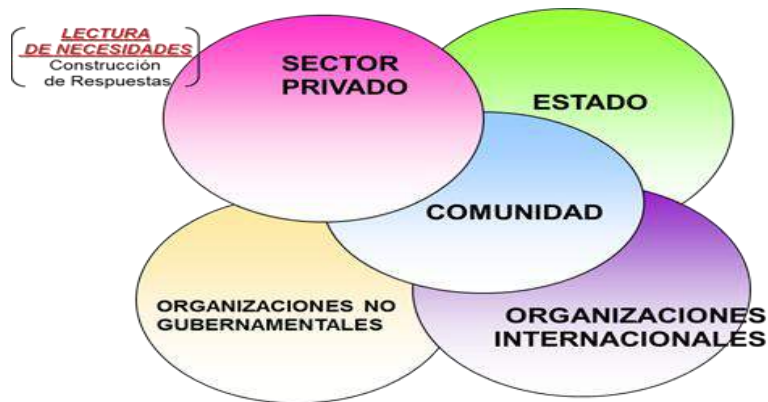 LECTURA
DE NECESIDADES
Construcción
de Respuestas
SECTOR
PRIVADO
ESTADO
COMUNIDAD
ORGANIZACIONES NO
GUBERNAMENTALES
ORGANIZACIONES
INTERNACIONALES